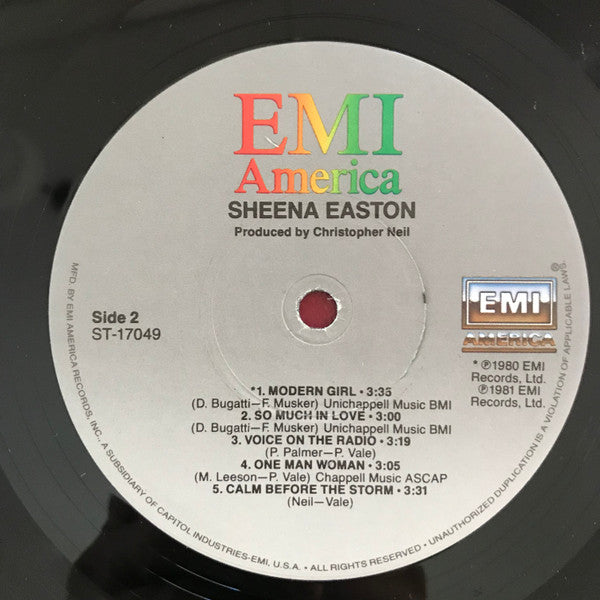 EMI
America
SHEENA EASTON
Produced by Christopher Neil
Side 2
ST-17049
EMI
AMERICA
®
* ℗1980 EMI
Records, Ltd.
℗1981 EMI
Records, Ltd.
*1. MODERN GIRL • 3:35
(D. Bugatti–F. Musker) Unichappell Music BMI
2. SO MUCH IN LOVE • 3:00
(D. Bugatti–F. Musker) Unichappell Music BMI
3. VOICE ON THE RADIO • 3:19
(P. Palmer–P. Vale)
4. ONE MAN WOMAN • 3:05
(M. Leeson–P. Vale) Chappell Music ASCAP
5. CALM BEFORE THE STORM • 3:31
(Neil–Vale)
MFD. BY EMI AMERICA RECORDS, INC., A SUBSIDIARY OF CAPITOL INDUSTRIES-EMI, U.S.A. • ALL RIGHTS RESERVED • UNAUTHORIZED DUPLICATION IS A VIOLATION OF APPLICABLE LAWS.